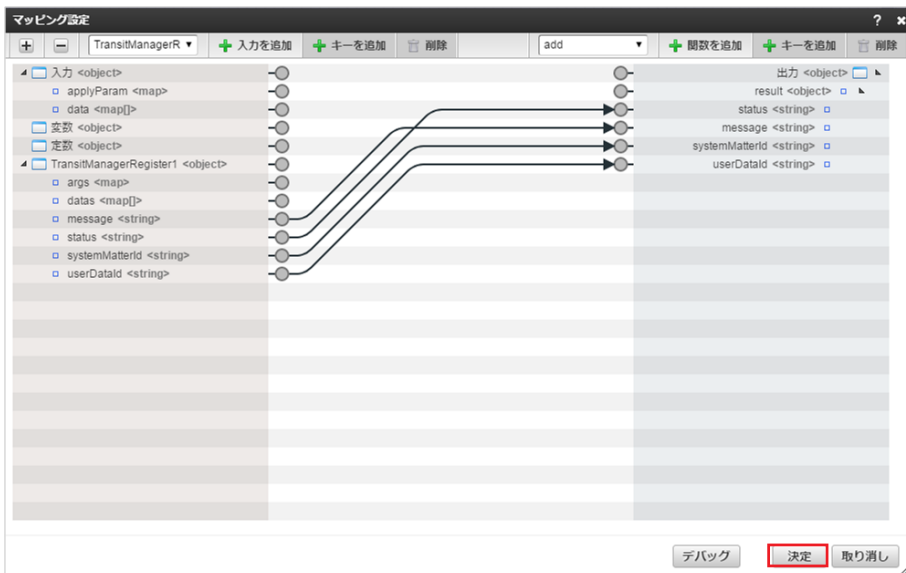 マッピング設定 ? ×
TransitManagerR ▼ 入力を追加 キーを追加 削除 add ▼ 関数を追加 キーを追加 削除
入力 <object> 出力 <object>
applyParam <map> result <object>
data <map[]> status <string>
変数 <object> message <string>
定数 <object> systemMatterId <string>
TransitManagerRegister1 <object> userDataId <string>
args <map>
datas <map[]>
message <string>
status <string>
systemMatterId <string>
userDataId <string>
デバッグ 決定 取り消し